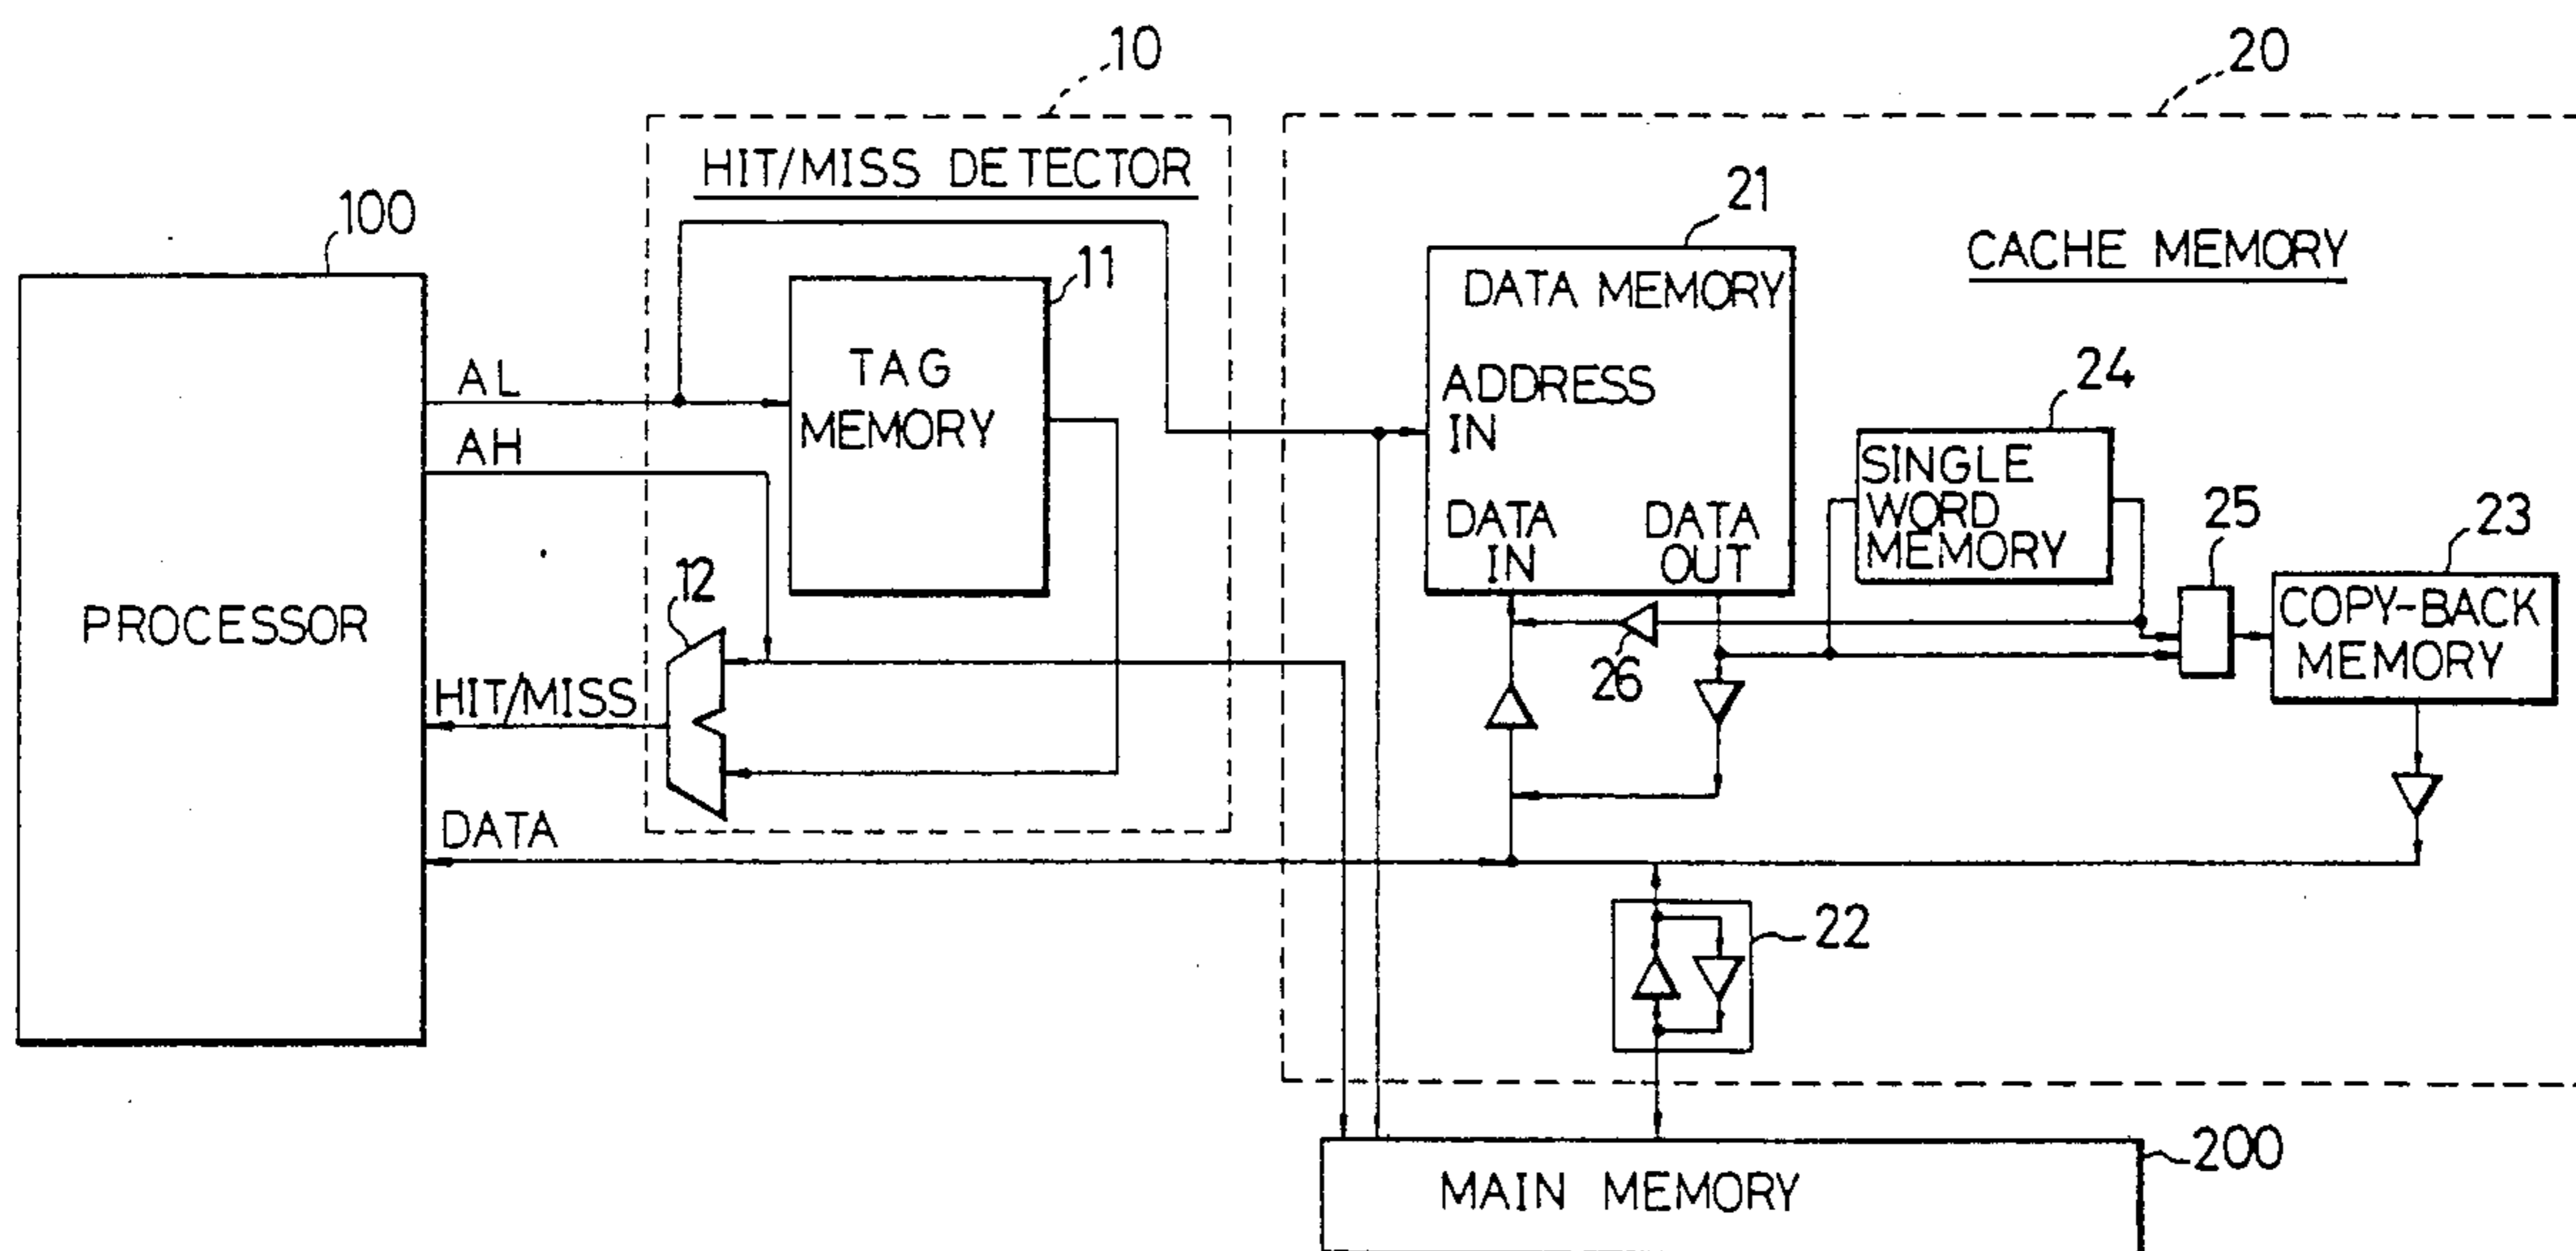 10
20
HIT/MISS DETECTOR
21
100
CACHE MEMORY
11
DATA MEMORY
TAG
MEMORY
24
AL
ADDRESS
IN
AH
SINGLE
WORD
MEMORY
25
23
DATA
IN
DATA
OUT
12
COPY-BACK
MEMORY
PROCESSOR
26
HIT/MISS
DATA
22
200
MAIN MEMORY